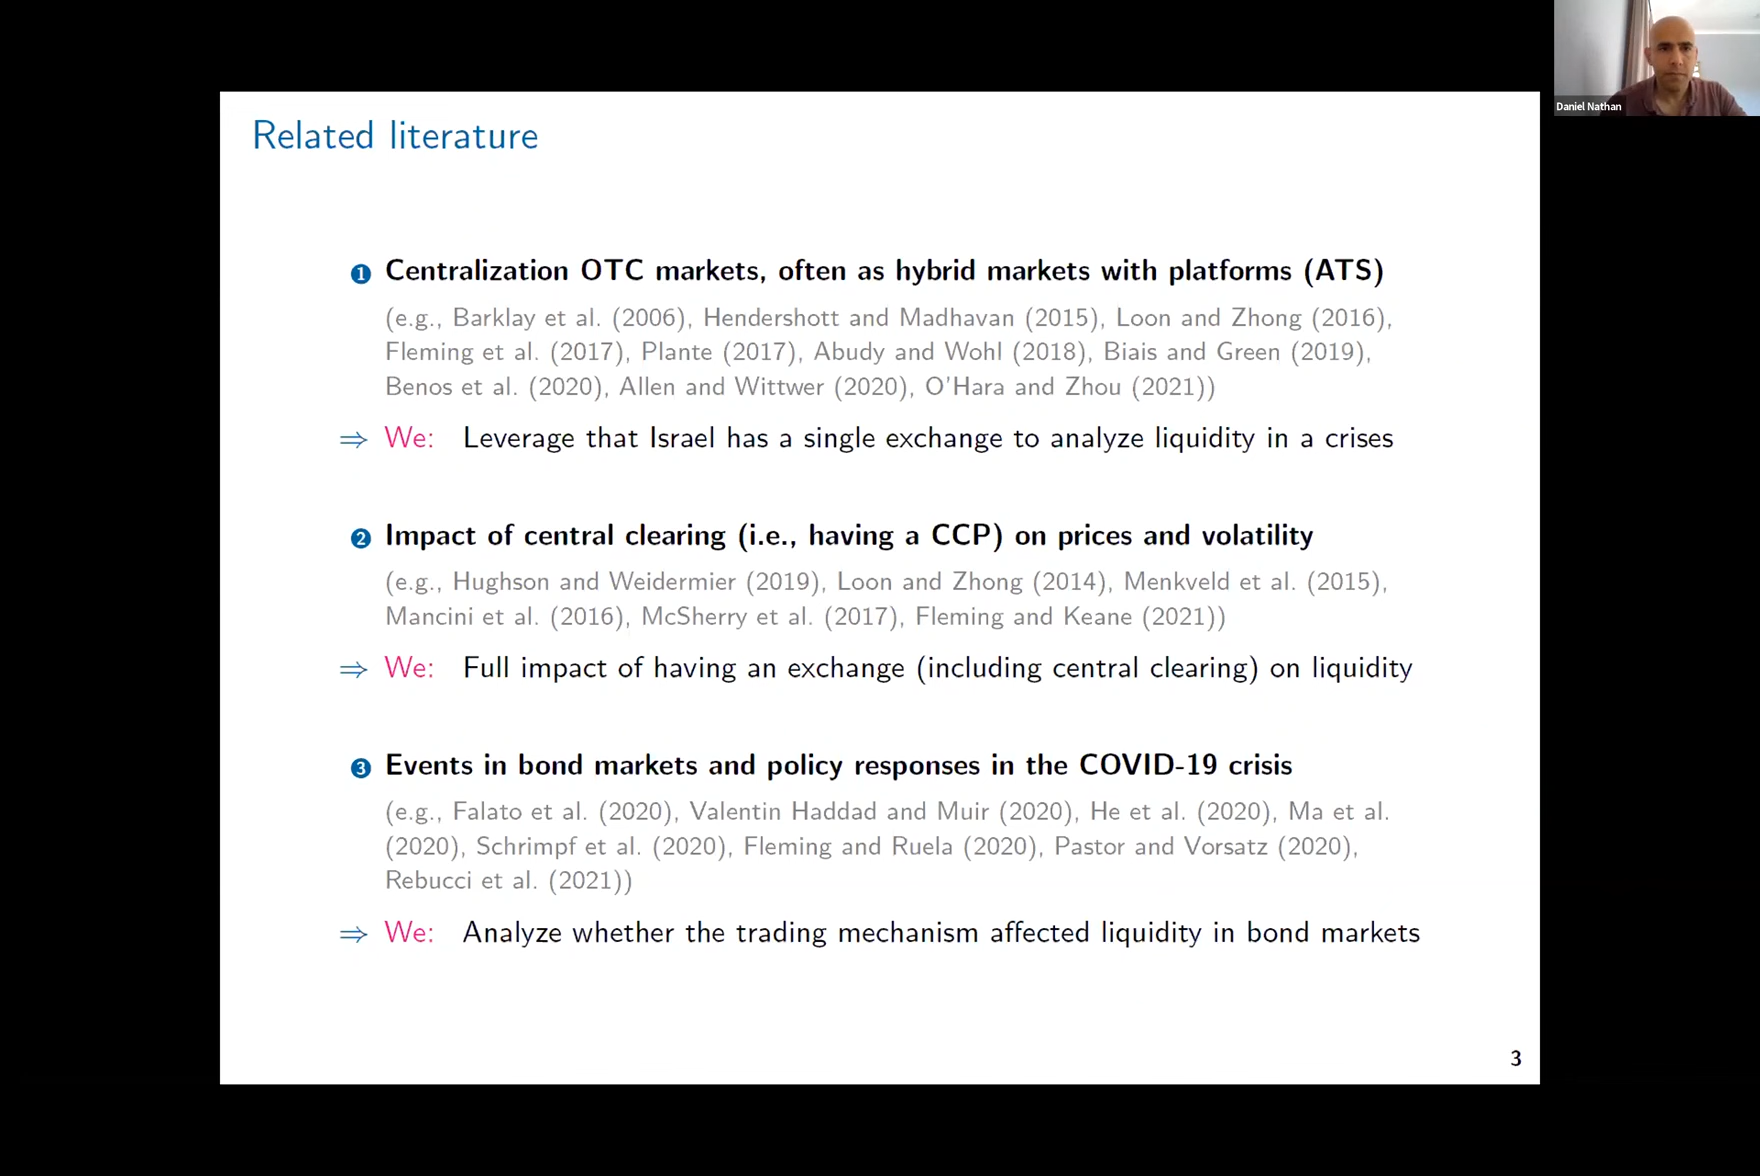 Daniel Nathan
Related literature
1 Centralization OTC markets, often as hybrid markets with platforms (ATS)
(e.g., Barklay et al. (2006), Hendershott and Madhavan (2015), Loon and Zhong (2016),
Fleming et al. (2017), Plante (2017), Abudy and Wohl (2018), Biais and Green (2019),
Benos et al. (2020), Allen and Wittwer (2020), O'Hara and Zhou (2021))
⇒ We: Leverage that Israel has a single exchange to analyze liquidity in a crises
2 Impact of central clearing (i.e., having a CCP) on prices and volatility
(e.g., Hughson and Weidermier (2019), Loon and Zhong (2014), Menkveld et al. (2015),
Mancini et al. (2016), McSherry et al. (2017), Fleming and Keane (2021))
⇒ We: Full impact of having an exchange (including central clearing) on liquidity
3 Events in bond markets and policy responses in the COVID-19 crisis
(e.g., Falato et al. (2020), Valentin Haddad and Muir (2020), He et al. (2020), Ma et al.
(2020), Schrimpf et al. (2020), Fleming and Ruela (2020), Pastor and Vorsatz (2020),
Rebucci et al. (2021))
⇒ We: Analyze whether the trading mechanism affected liquidity in bond markets
3